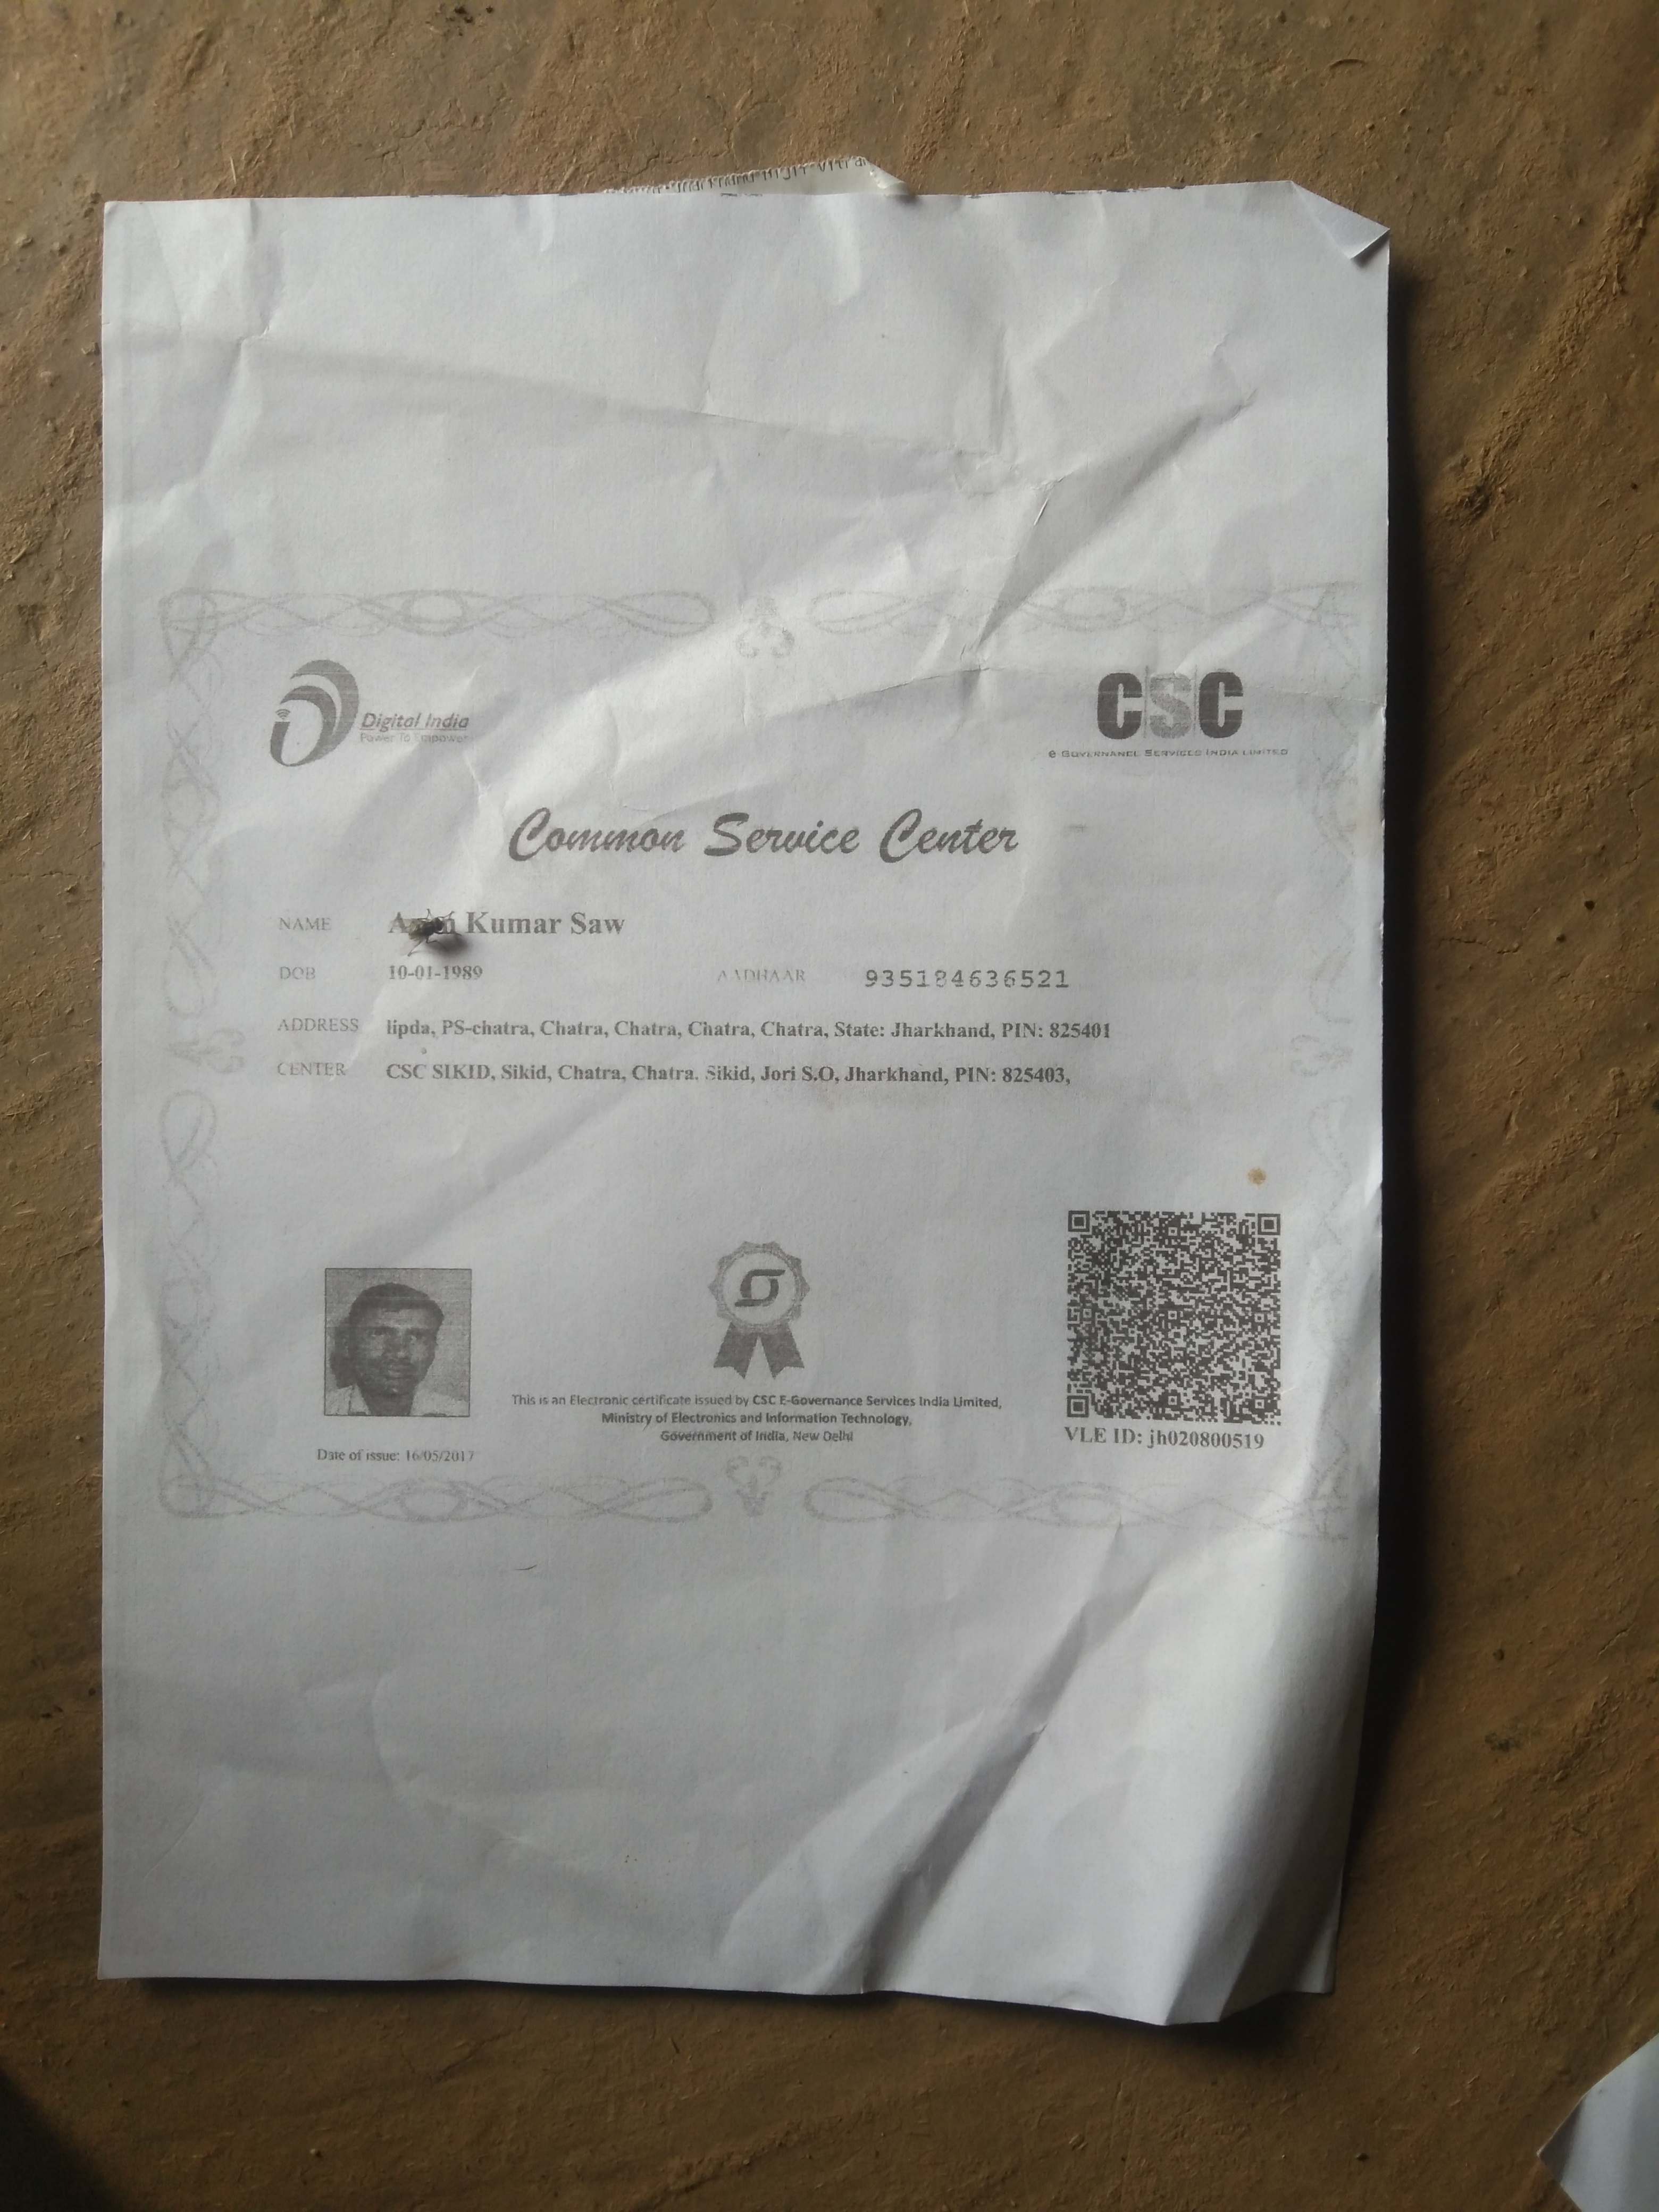 Digital India
Power To Empower
CSC
e-GOVERNANCE SERVICES INDIA LIMITED
Common Service Center
NAME Kumar Saw
DOB 10-01-1989 AADHAAR 935184636521
ADDRESS lipda, PS-chatra, Chatra, Chatra, Chatra, Chatra, State: Jharkhand, PIN: 825401
CENTER CSC SIKID, Sikid, Chatra, Chatra, Sikid, Jori S.O, Jharkhand, PIN: 825403,
This is an Electronic certificate issued by CSC E-Governance Services India Limited,
Ministry of Electronics and Information Technology,
Government of India, New Delhi
VLE ID: jh020800519
Date of issue: 16/05/2017